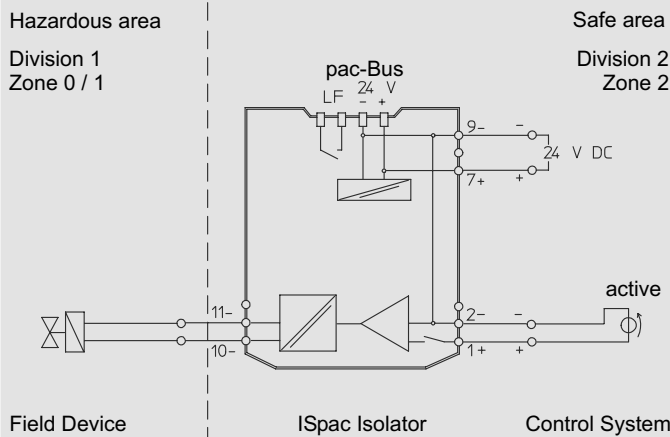 Hazardous area
Safe area
Division 1
Zone 0 / 1
Division 2
Zone 2
pac-Bus
LF 24 V
- +
9-
-
24 V DC
7+
+
active
11-
2-
-
10-
1+
+
Field Device
ISpac Isolator
Control System